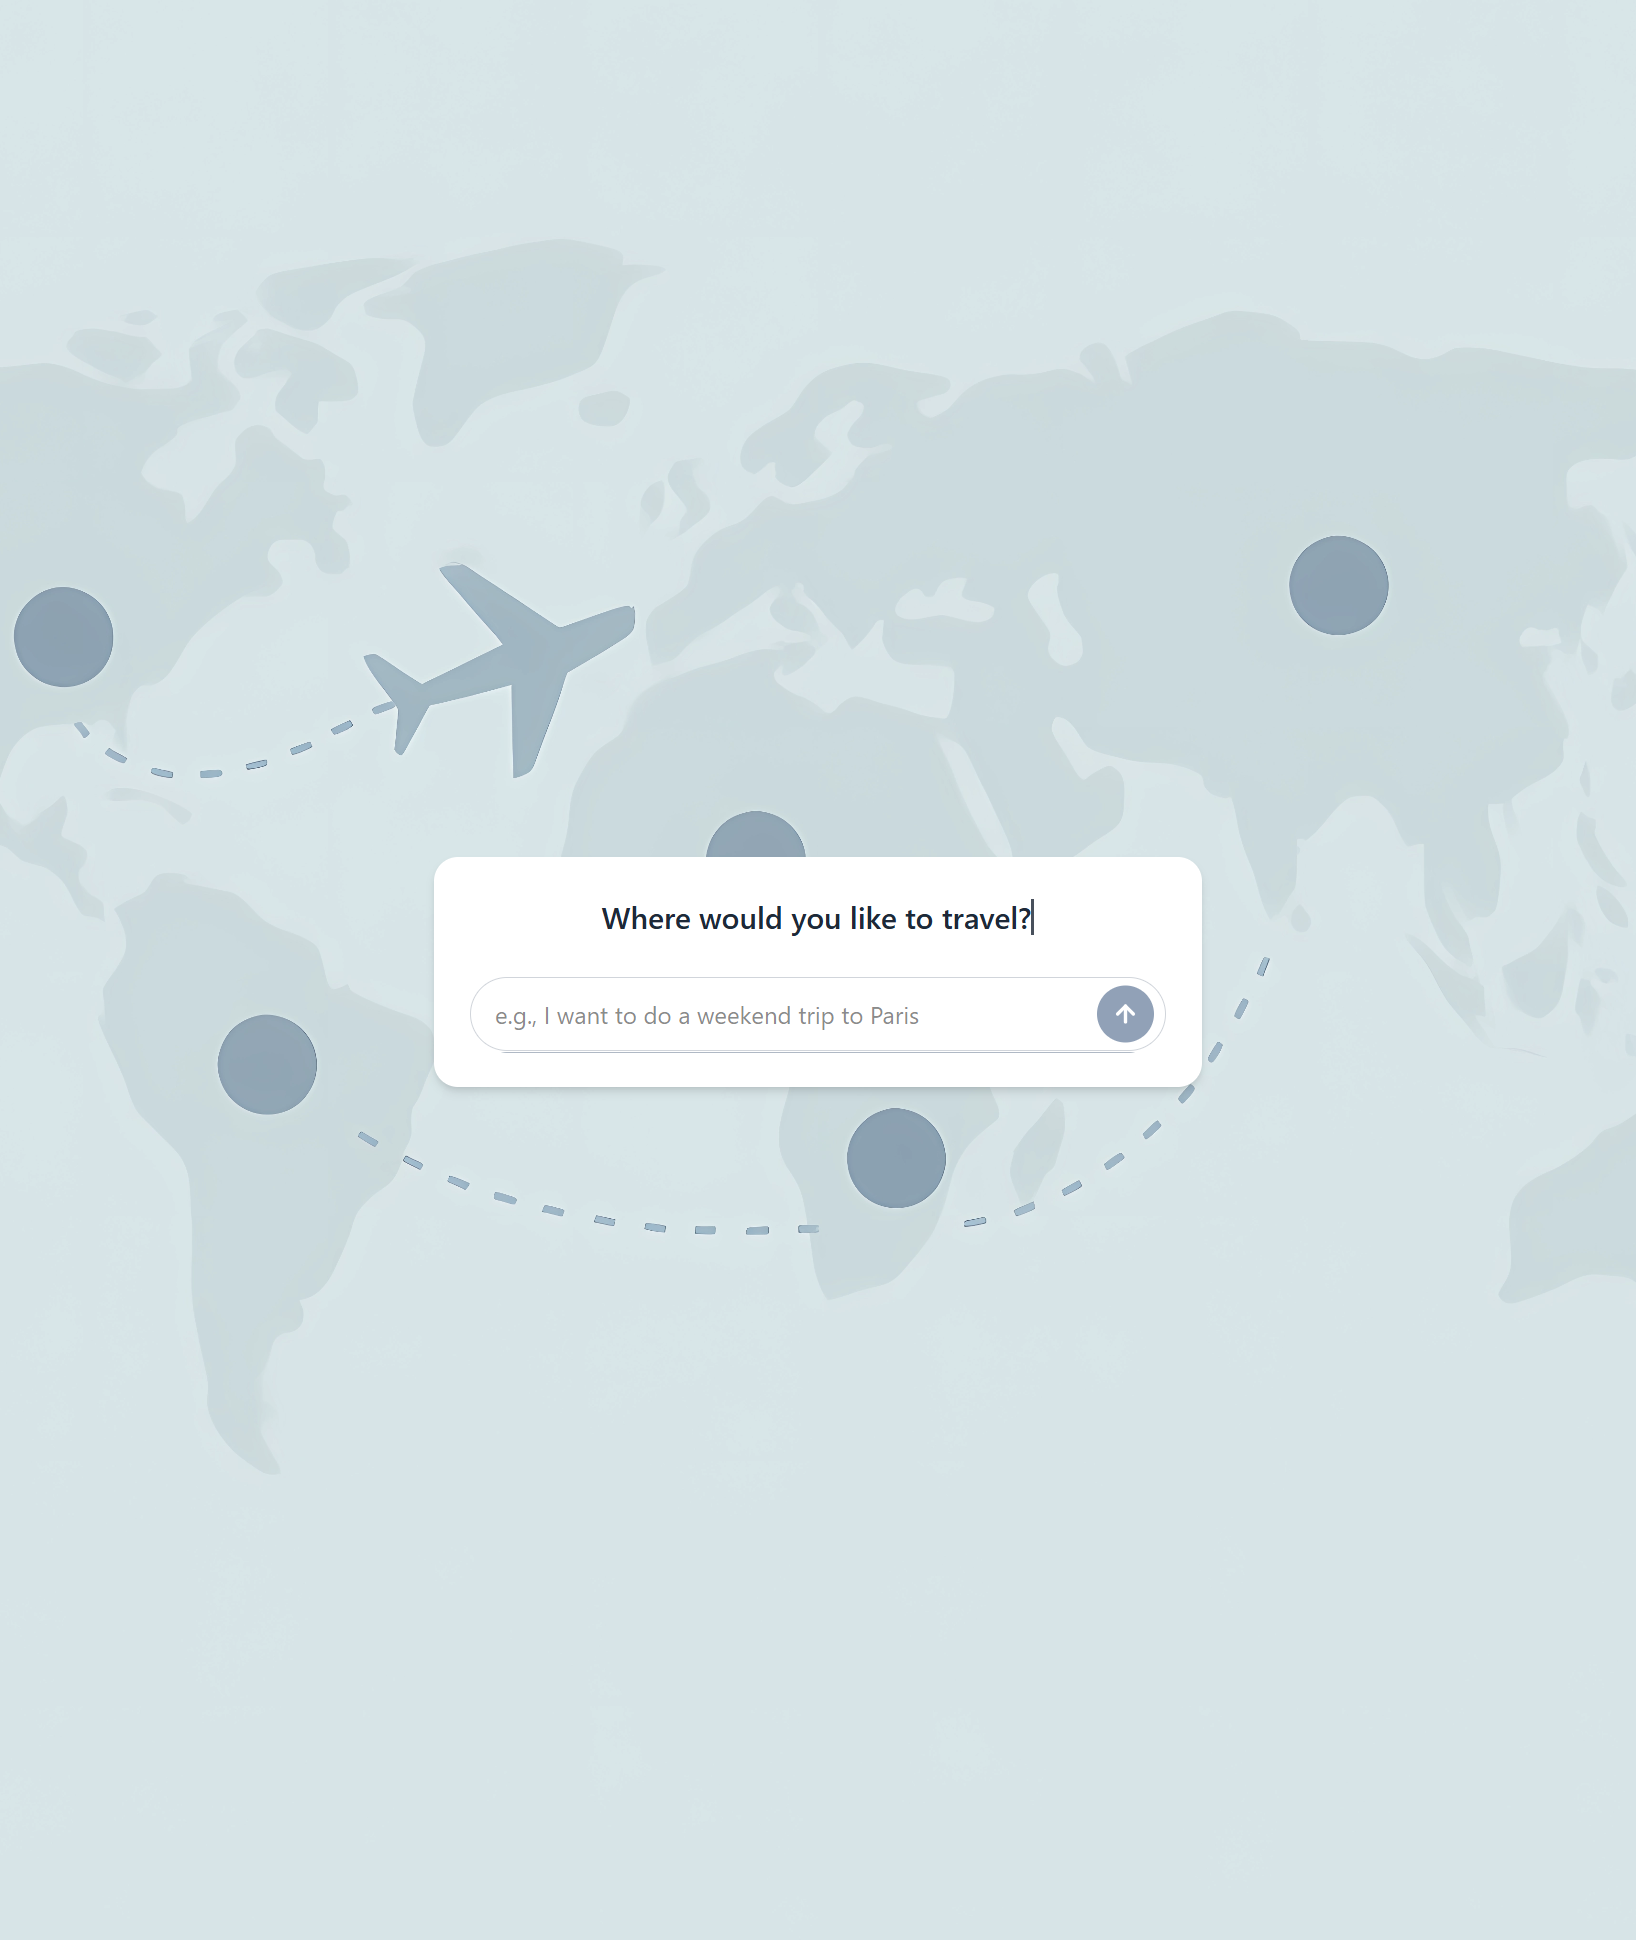 Where would you like to travel?
e.g., I want to do a weekend trip to Paris